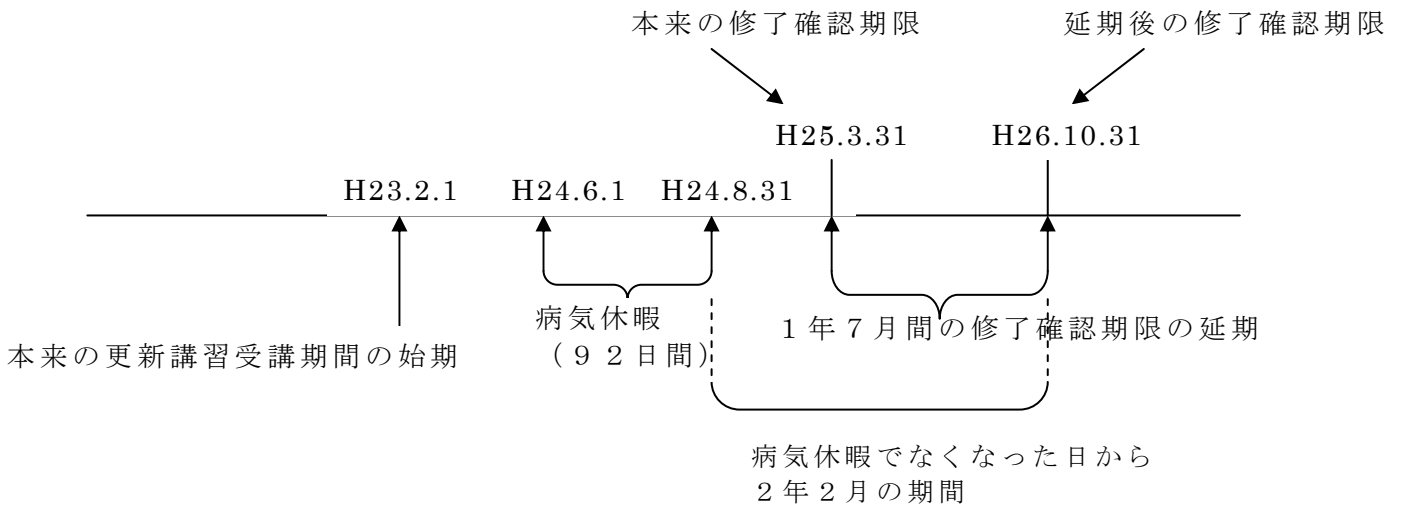 本来の修了確認期限
延期後の修了確認期限
H25.3.31
H26.10.31
H23.2.1
H24.6.1
H24.8.31
病気休暇
（９２日間）
１年７月間の修了確認期限の延期
本来の更新講習受講期間の始期
病気休暇でなくなった日から
２年２月の期間